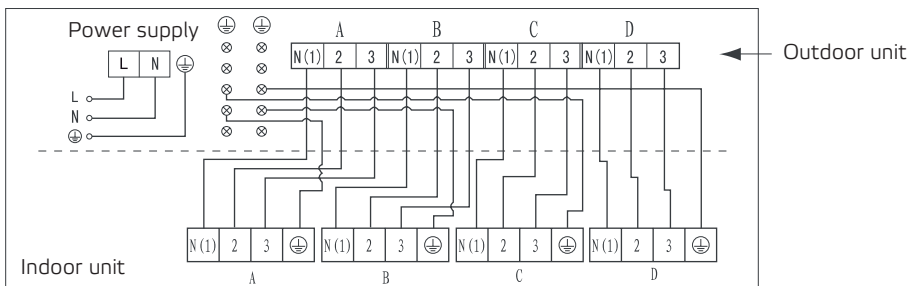 Power supply
A B C D
N(1) 2 3 N(1) 2 3 N(1) 2 3 N(1) 2 3
Outdoor unit
L N
L
N
N(1) 2 3 N(1) 2 3 N(1) 2 3 N(1) 2 3
Indoor unit
A B C D